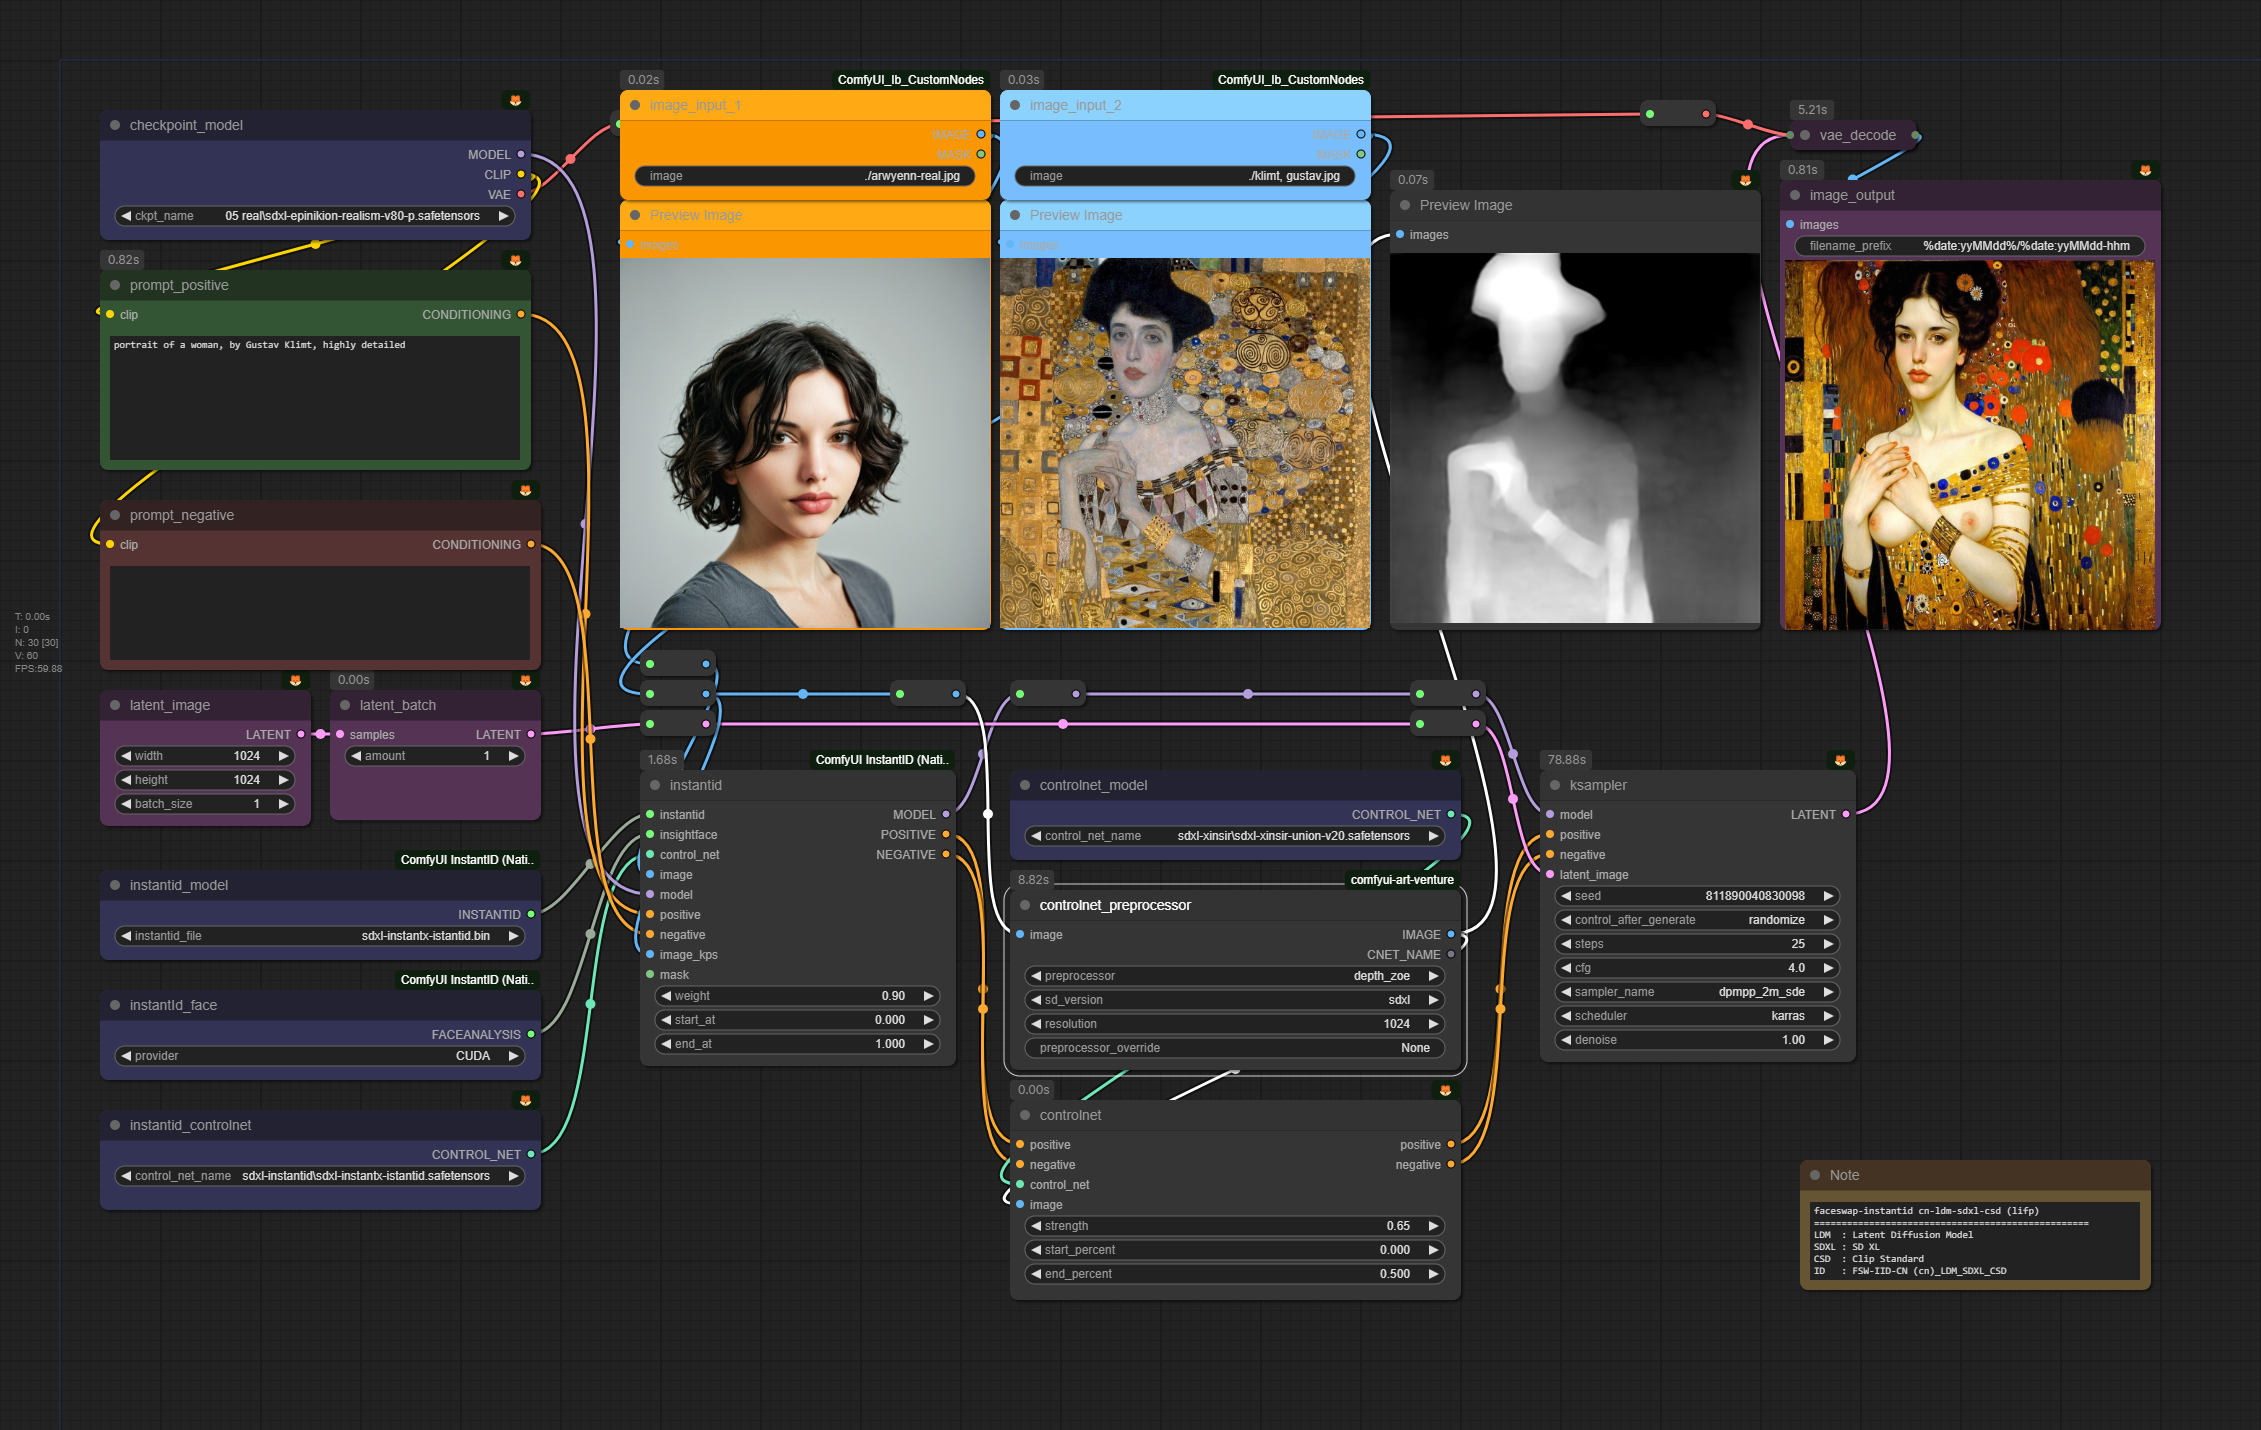 checkpoint_model
MODEL
CLIP
VAE
ckpt_name 05 real\sdxl-epinikion-realism-v80-p.safetensors
0.82s
prompt_positive
clip CONDITIONING
portrait of a woman, by Gustav Klimt, highly detailed
prompt_negative
clip CONDITIONING
T: 0.00s
I: 0
N: 30 [30]
V: 60
FPS:59.88
latent_image
LATENT
width 1024
height 1024
batch_size 1
0.00s
latent_batch
samples LATENT
amount 1
ComfyUI InstantID (Nati..
instantid_model
INSTANTID
instantid_file sdxl-instantx-istantid.bin
ComfyUI InstantID (Nati..
instantId_face
FACEANALYSIS
provider CUDA
instantid_controlnet
CONTROL_NET
control_net_name sdxl-instantid\sdxl-instantx-istantid.safetensors
0.02s ComfyUI_Ib_CustomNodes
image_input_1
IMAGE
MASK
image ./arwyenn-real.jpg
Preview Image
images
0.03s ComfyUI_Ib_CustomNodes
image_input_2
IMAGE
MASK
image ./klimt, gustav.jpg
Preview Image
images
0.07s
Preview Image
images
5.21s
vae_decode
0.81s
image_output
images
filename_prefix %date:yyMMdd%/%date:yyMMdd-hhm
1.68s ComfyUI InstantID (Nati..
instantid
instantid MODEL
insightface POSITIVE
control_net NEGATIVE
image
model
positive
negative
image_kps
mask
weight 0.90
start_at 0.000
end_at 1.000
controlnet_model
CONTROL_NET
control_net_name sdxl-xinsir\sdxl-xinsir-union-v20.safetensors
8.82s comfyui-art-venture
controlnet_preprocessor
image IMAGE
CNET_NAME
preprocessor depth_zoe
sd_version sdxl
resolution 1024
preprocessor_override None
0.00s
controlnet
positive positive
negative negative
control_net
image
strength 0.65
start_percent 0.000
end_percent 0.500
78.88s
ksampler
model LATENT
positive
negative
latent_image
seed 811890040830098
control_after_generate randomize
steps 25
cfg 4.0
sampler_name dpmpp_2m_sde
scheduler karras
denoise 1.00
Note
faceswap-instantid cn-ldm-sdxl-csd (lifp)
==================================================
LDM : Latent Diffusion Model
SDXL : SD XL
CSD : Clip Standard
ID : FSW-IID-CN (cn)_LDM_SDXL_CSD